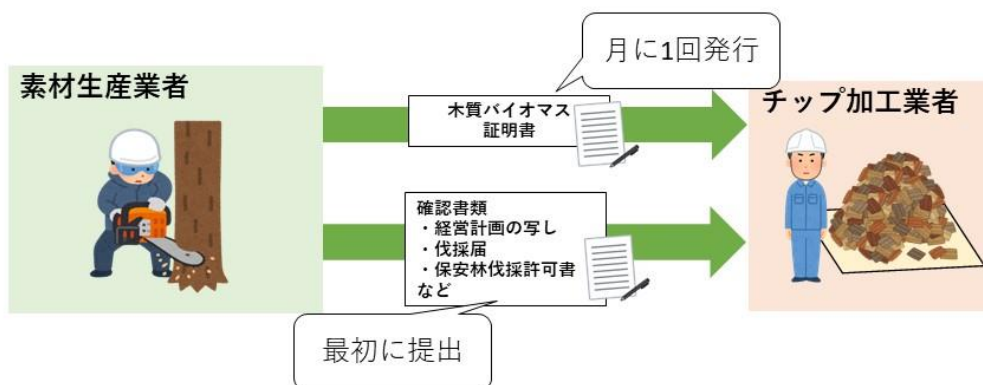 月に1回発行
素材生産業者
チップ加工業者
木質バイオマス
証明書
確認書類
・経営計画の写し
・伐採届
・保安林伐採許可書
など
最初に提出